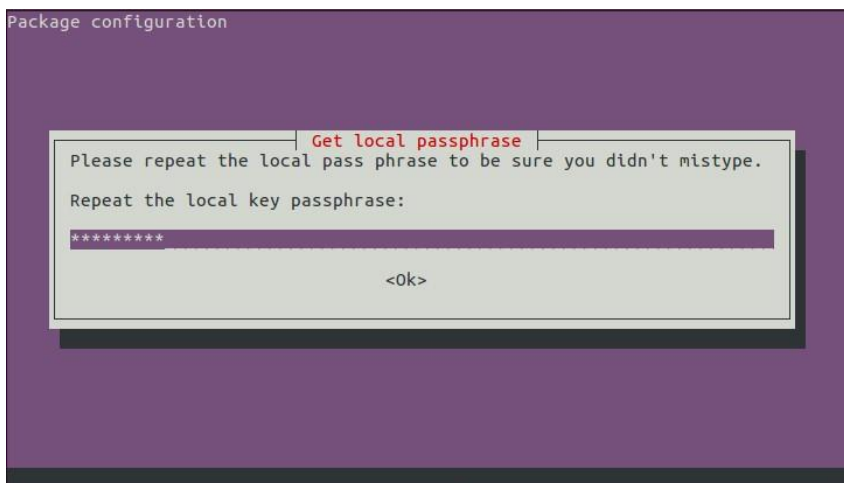 Package configuration
Get local passphrase
Please repeat the local pass phrase to be sure you didn't mistype.
Repeat the local key passphrase:
*********
<Ok>